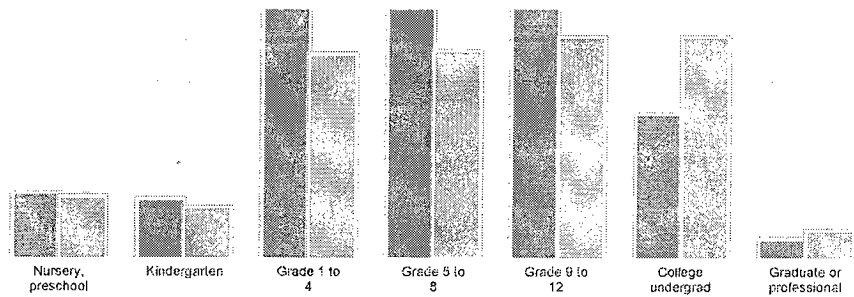 Nursery,
preschool
Kindergarten
Grade 1 to
4
Grade 5 to
8
Grade 9 to
12
College
undergrad
Graduate or
professional